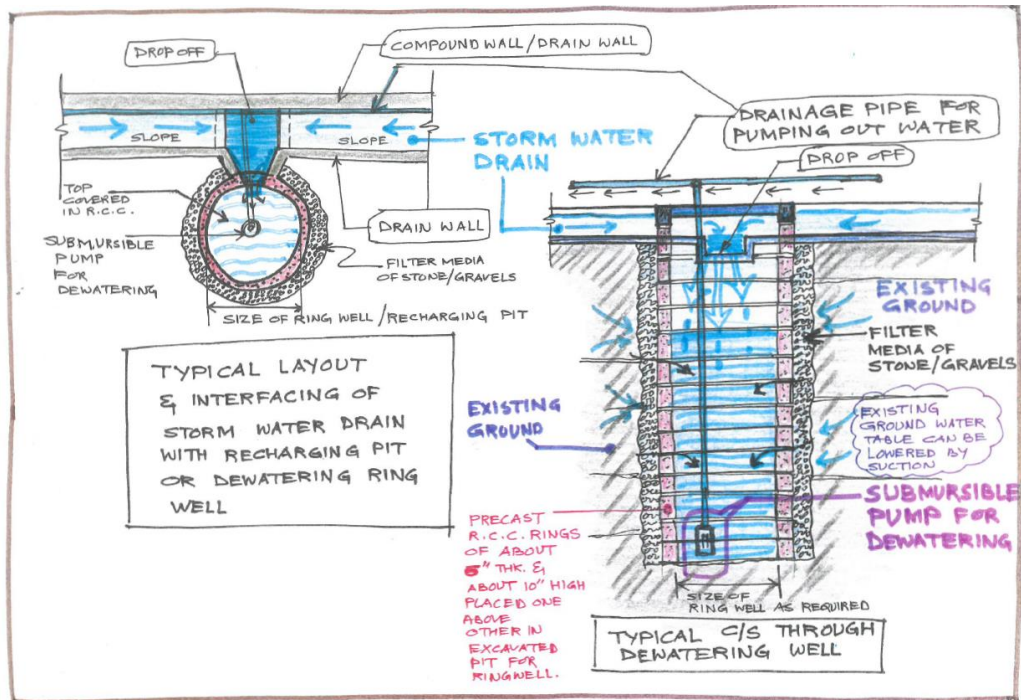 DROP OFF
COMPOUND WALL/DRAIN WALL
SLOPE
SLOPE
STORM WATER
DRAIN
TOP
COVERED
IN R.C.C.
SUBMURSIBLE
PUMP
FOR
DEWATERING
DRAIN WALL
FILTER MEDIA
OF STONE/GRAVELS
SIZE OF RING WELL/RECHARGING PIT
TYPICAL LAYOUT
& INTERFACING OF
STORM WATER DRAIN
WITH RECHARGING PIT
OR DEWATERING RING
WELL
DRAINAGE PIPE FOR
PUMPING OUT WATER
DROP OFF
EXISTING
GROUND
FILTER
MEDIA OF
STONE/GRAVELS
EXISTING
GROUND WATER
TABLE CAN BE
LOWERED BY
SUCTION
EXISTING
GROUND
SUBMURSIBLE
PUMP FOR
DEWATERING
PRECAST
R.C.C. RINGS
OF ABOUT
6" THK. &
ABOUT 10" HIGH
PLACED ONE
ABOVE
OTHER IN
EXCAVATED
PIT FOR
RINGWELL.
SIZE OF
RING WELL AS REQUIRED
TYPICAL C/S THROUGH
DEWATERING WELL